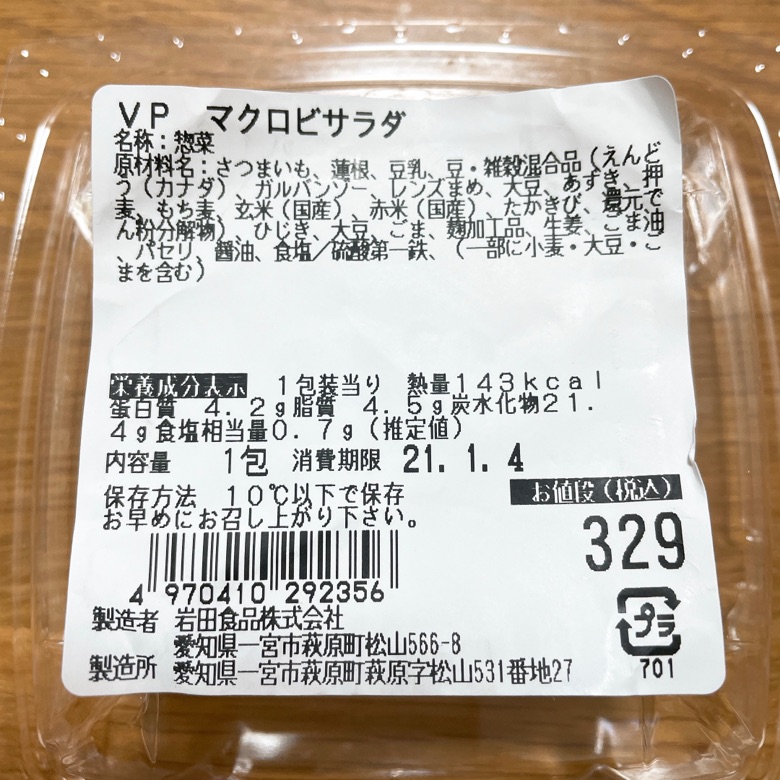 VP マクロビサラダ
名称：惣菜
原材料名：さつまいも、蓮根、豆乳、豆・雑穀混合品（えんど
う（カナダ）、ガルバンゾー、レンズまめ、大豆、あずき、押
麦、もち麦、玄米（国産）、赤米（国産）、たかきび、還元で
ん粉分解物）、ひじき、大豆、ごま、麹加工品、生姜、ごま油
、パセリ、醤油、食塩／硫酸第一鉄、（一部に小麦・大豆・ご
まを含む）
栄養成分表示 1包装当り 熱量143kcal
蛋白質 4.2g脂質 4.5g炭水化物21.
4g食塩相当量0.7g（推定値）
内容量 1包 消費期限 21.1.4
保存方法 10℃以下で保存
お早めにお召し上がり下さい。
お値段（税込）
329
4 970410 292356
製造者 岩田食品株式会社
愛知県一宮市萩原町松山566-8
製造所 愛知県一宮市萩原町萩原字松山531番地27
プラ
701